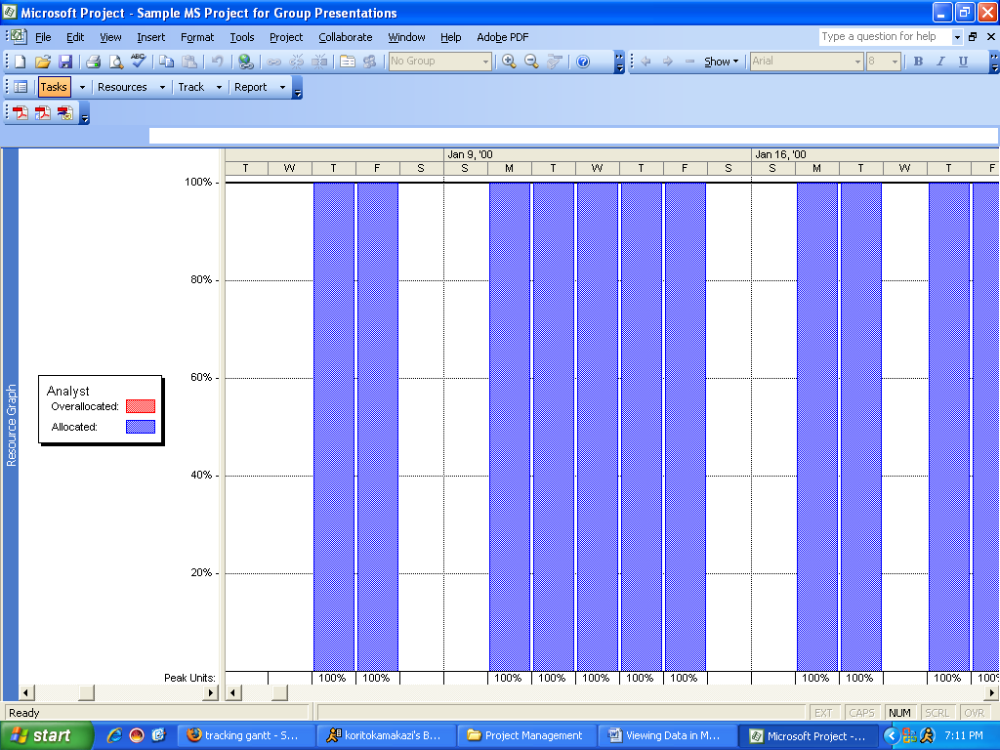 Microsoft Project - Sample MS Project for Group Presentations
File Edit View Insert Format Tools Project Collaborate Window Help Adobe PDF Type a question for help
No Group Show Arial 8 B I U
Tasks Resources Track Report
Jan 9, '00 Jan 16, '00
T W T F S S M T W T F S S M T W T F
100%
80%
60%
40%
20%
Resource Graph
Analyst
Overallocated:
Allocated:
Peak Units: 100% 100% 100% 100% 100% 100% 100% 100% 100% 100% 100%
Ready EXT CAPS NUM SCRL OVR
start tracking gantt - S... koritokamakazi's B... Project Management Viewing Data in M... Microsoft Project -... 7:11 PM